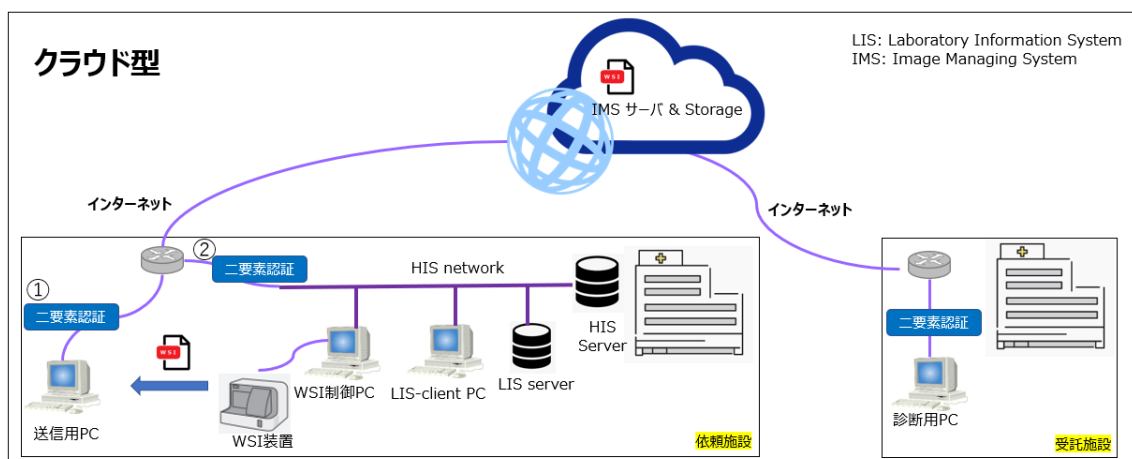 クラウド型
LIS: Laboratory Information System
IMS: Image Managing System
WSI
IMS サーバ & Storage
インターネット
インターネット
①
二要素認証
②
二要素認証
HIS network
HIS
Server
WSI
送信用PC
WSI装置
WSI制御PC
LIS-client PC
LIS server
依頼施設
二要素認証
診断用PC
受託施設